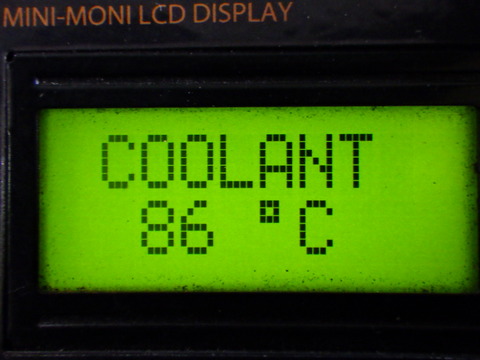 MINI-MONI LCD DISPLAY
COOLANT
86 °C